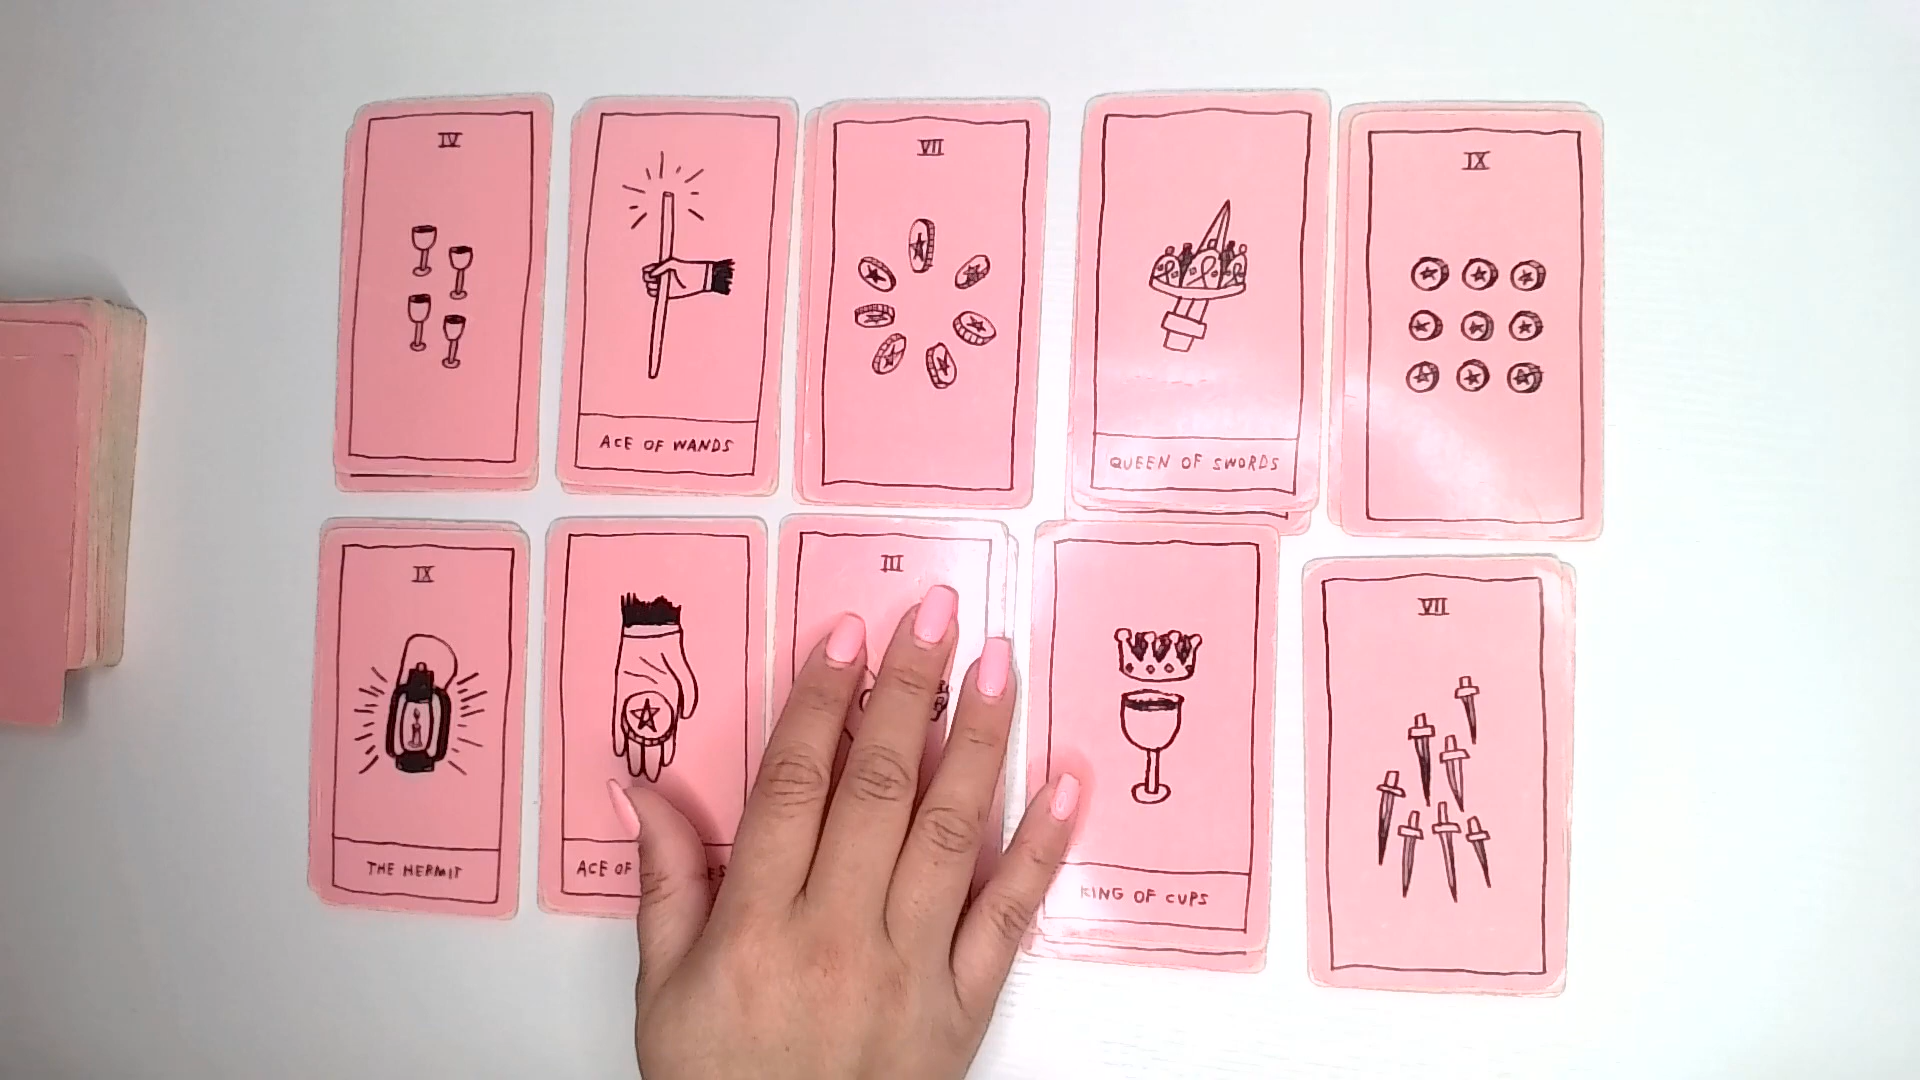 IV
ACE OF WANDS
VII
QUEEN OF SWORDS
IX
IX
THE HERMIT
ACE OF
III
KING OF CUPS
VII